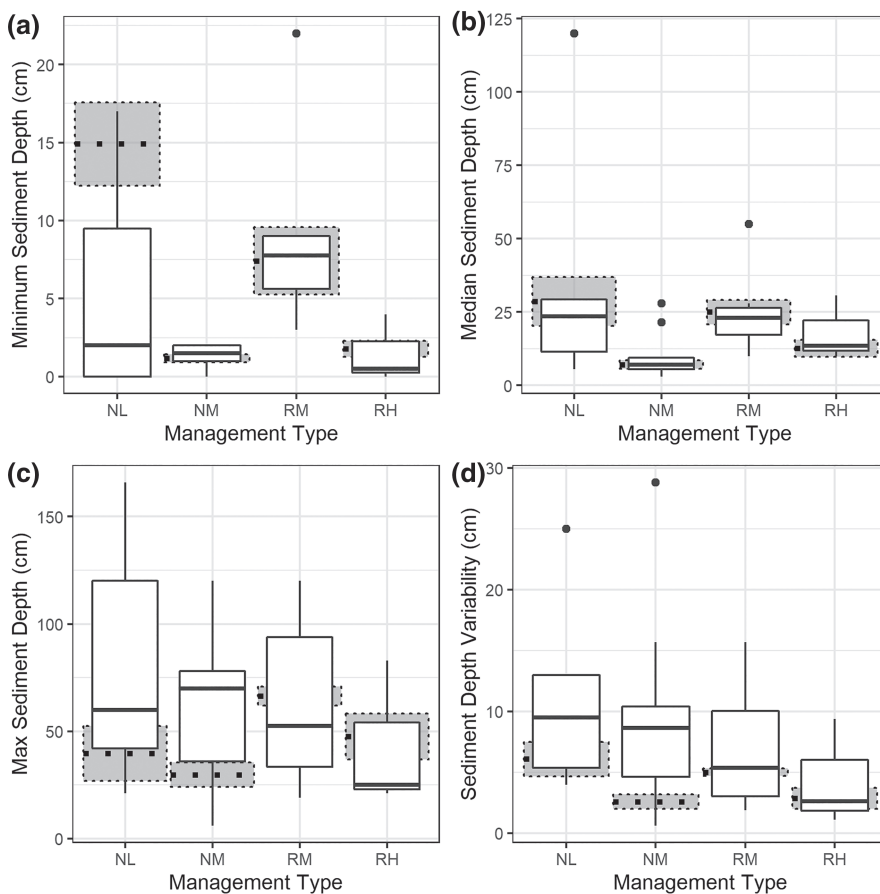 (a)
Minimum Sediment Depth (cm)
20
15
10
5
0
NL NM RM RH
Management Type
(b)
Median Sediment Depth (cm)
125
100
75
50
25
0
NL NM RM RH
Management Type
(c)
Max Sediment Depth (cm)
150
100
50
0
NL NM RM RH
Management Type
(d)
Sediment Depth Variability (cm)
30
20
10
0
NL NM RM RH
Management Type